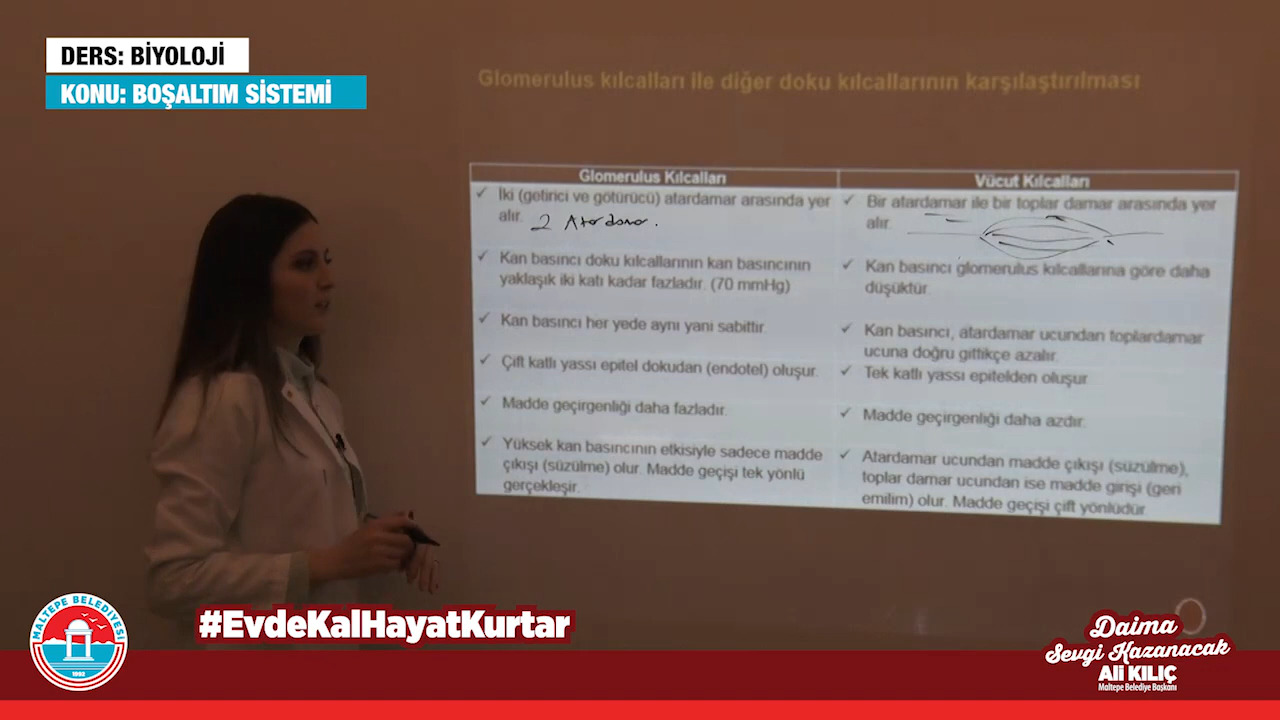 DERS: BİYOLOJİ
KONU: BOŞALTIM SİSTEMİ
Glomerulus kılcalları ile diğer doku kılcallarının karşılaştırılması
Glomerulus Kılcalları
✓ İki (getirici ve götürücü) atardamar arasında yer
alır. 2 Atardamar.
✓ Kan basıncı doku kılcallarının kan basıncının
yaklaşık iki katı kadar fazladır. (70 mmHg)
✓ Kan basıncı her yede aynı yani sabittir.
✓ Çift katlı yassı epitel dokudan (endotel) oluşur.
✓ Madde geçirgenliği daha fazladır.
✓ Yüksek kan basıncının etkisiyle sadece madde
çıkışı (süzülme) olur. Madde geçişi tek yönlü
gerçekleşir.
Vücut Kılcalları
✓ Bir atardamar ile bir toplar damar arasında yer
alır.
✓ Kan basıncı glomerulus kılcallarına göre daha
düşüktür.
✓ Kan basıncı, atardamar ucundan toplardamar
ucuna doğru gittikçe azalır.
✓ Tek katlı yassı epitelden oluşur.
✓ Madde geçirgenliği daha azdır.
✓ Atardamar ucundan madde çıkışı (süzülme),
toplar damar ucundan ise madde girişi (geri
emilim) olur. Madde geçişi çift yönlüdür.
MALTEPE BELEDİYESİ
1992
#EvdeKalHayatKurtar
Daima
Sevgi Kazanacak
Ali KILIÇ
Maltepe Belediye Başkanı